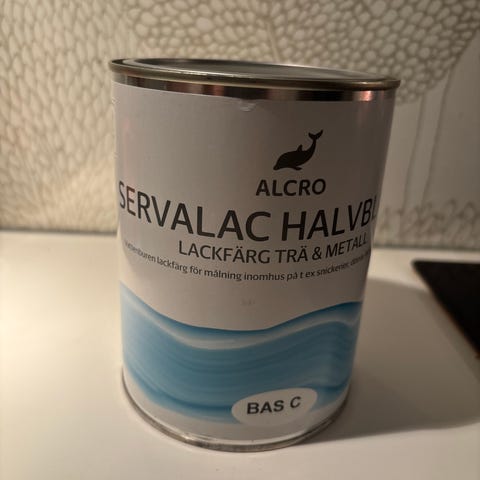 ALCRO
SERVALAC HALVBL
LACKFÄRG TRÄ & METALL
lackfärg för målning inomhus på t ex snickerier,
BAS C